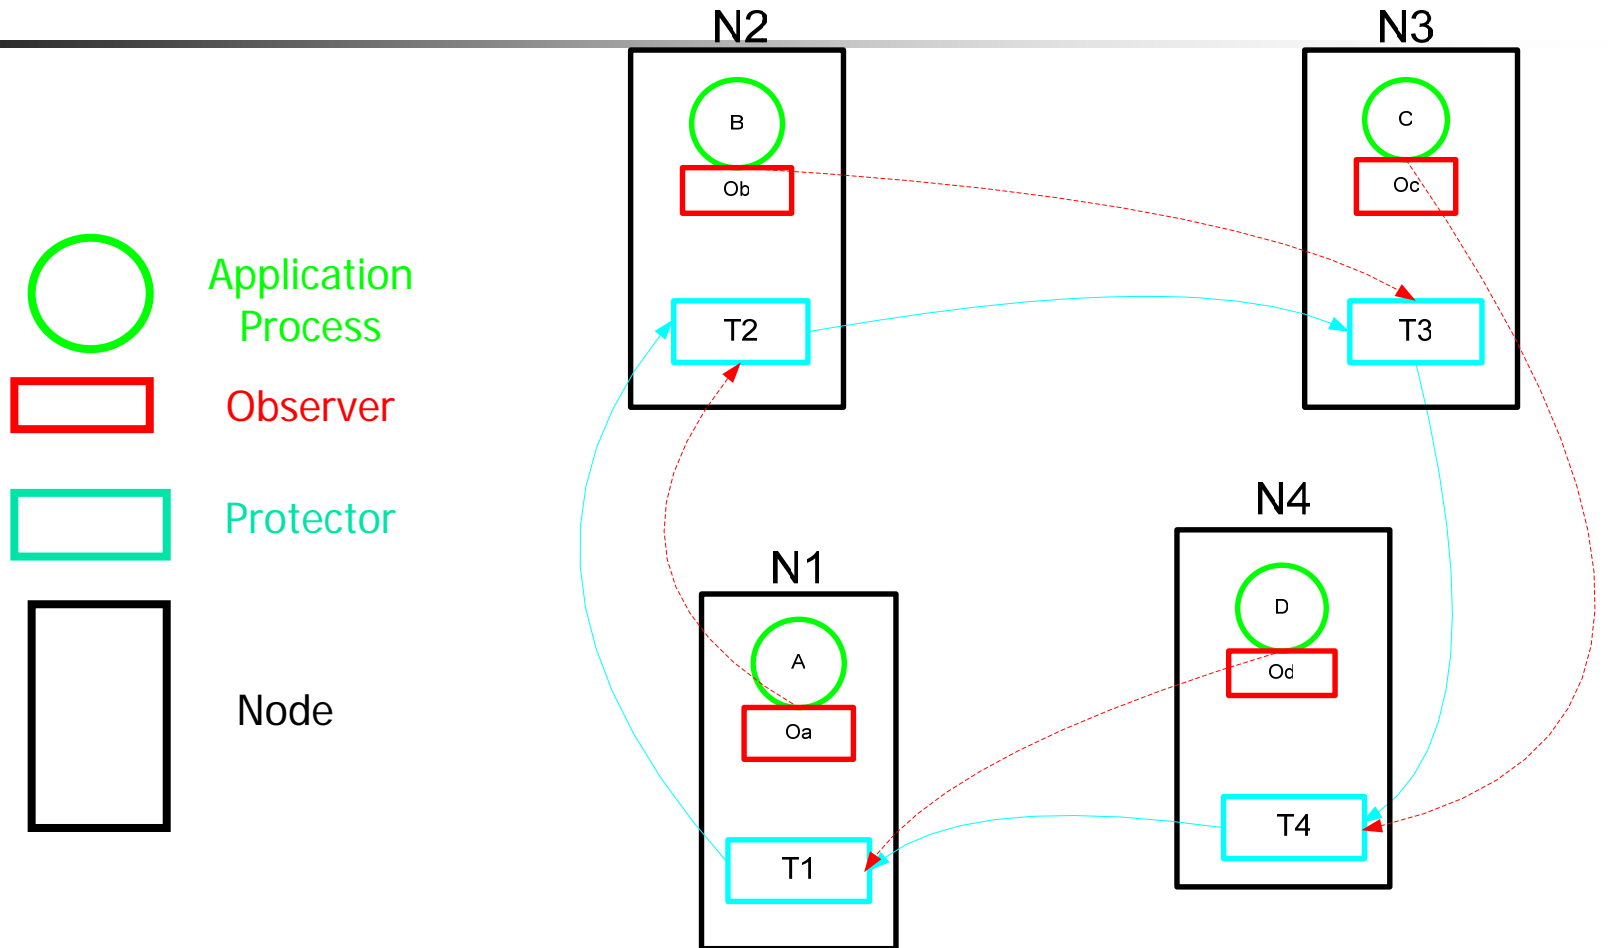 N2
N3
B
C
Ob
Oc
Application
Process
T2
T3
Observer
N4
Protector
N1
D
A
Od
Node
Oa
T4
T1